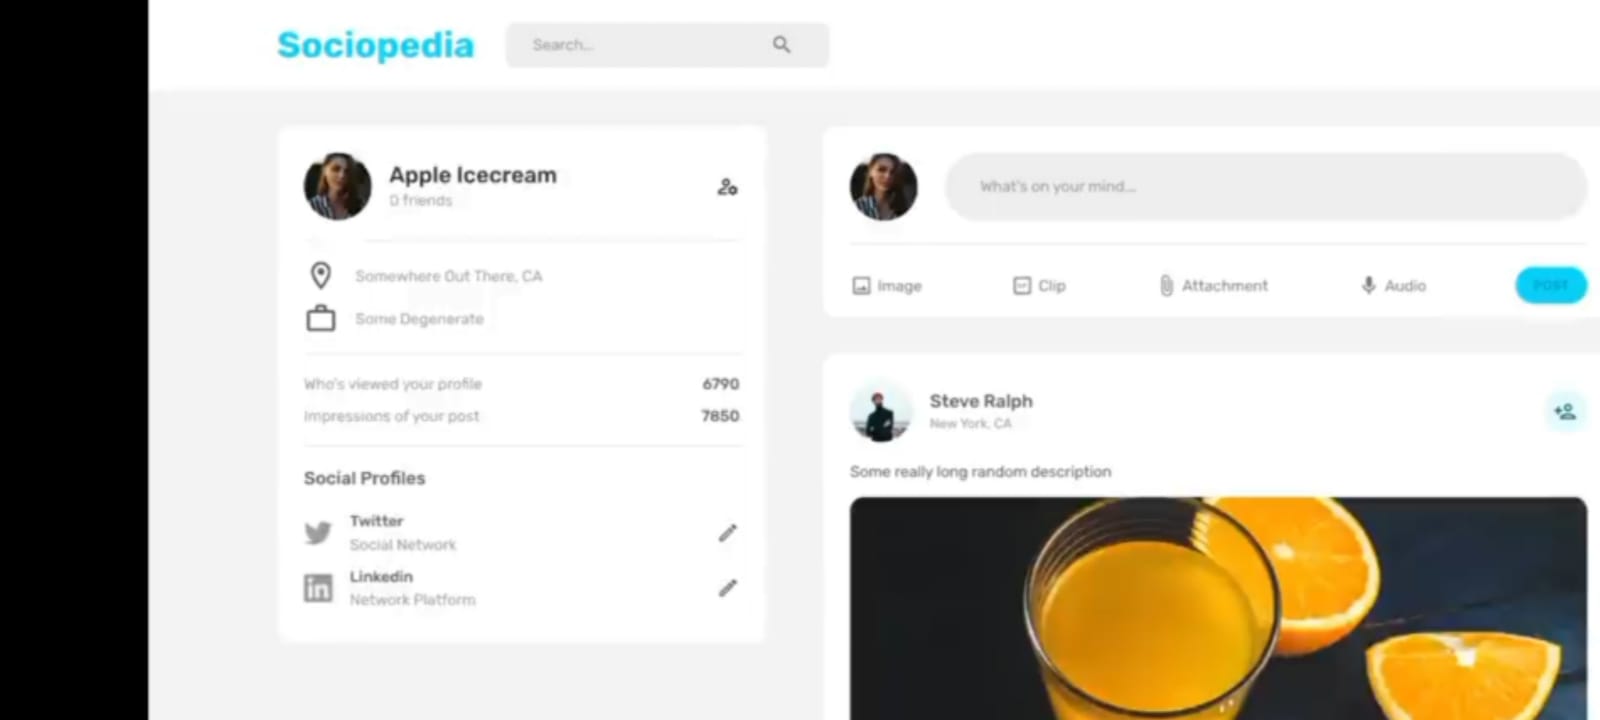 Sociopedia
Search...
Apple Icecream
0 friends
Somewhere Out There, CA
Some Degenerate
Who's viewed your profile 6790
Impressions of your post 7850
Social Profiles
Twitter
Social Network
Linkedin
Network Platform
What's on your mind...
Image Clip Attachment Audio POST
Steve Ralph
New York, CA
Some really long random description